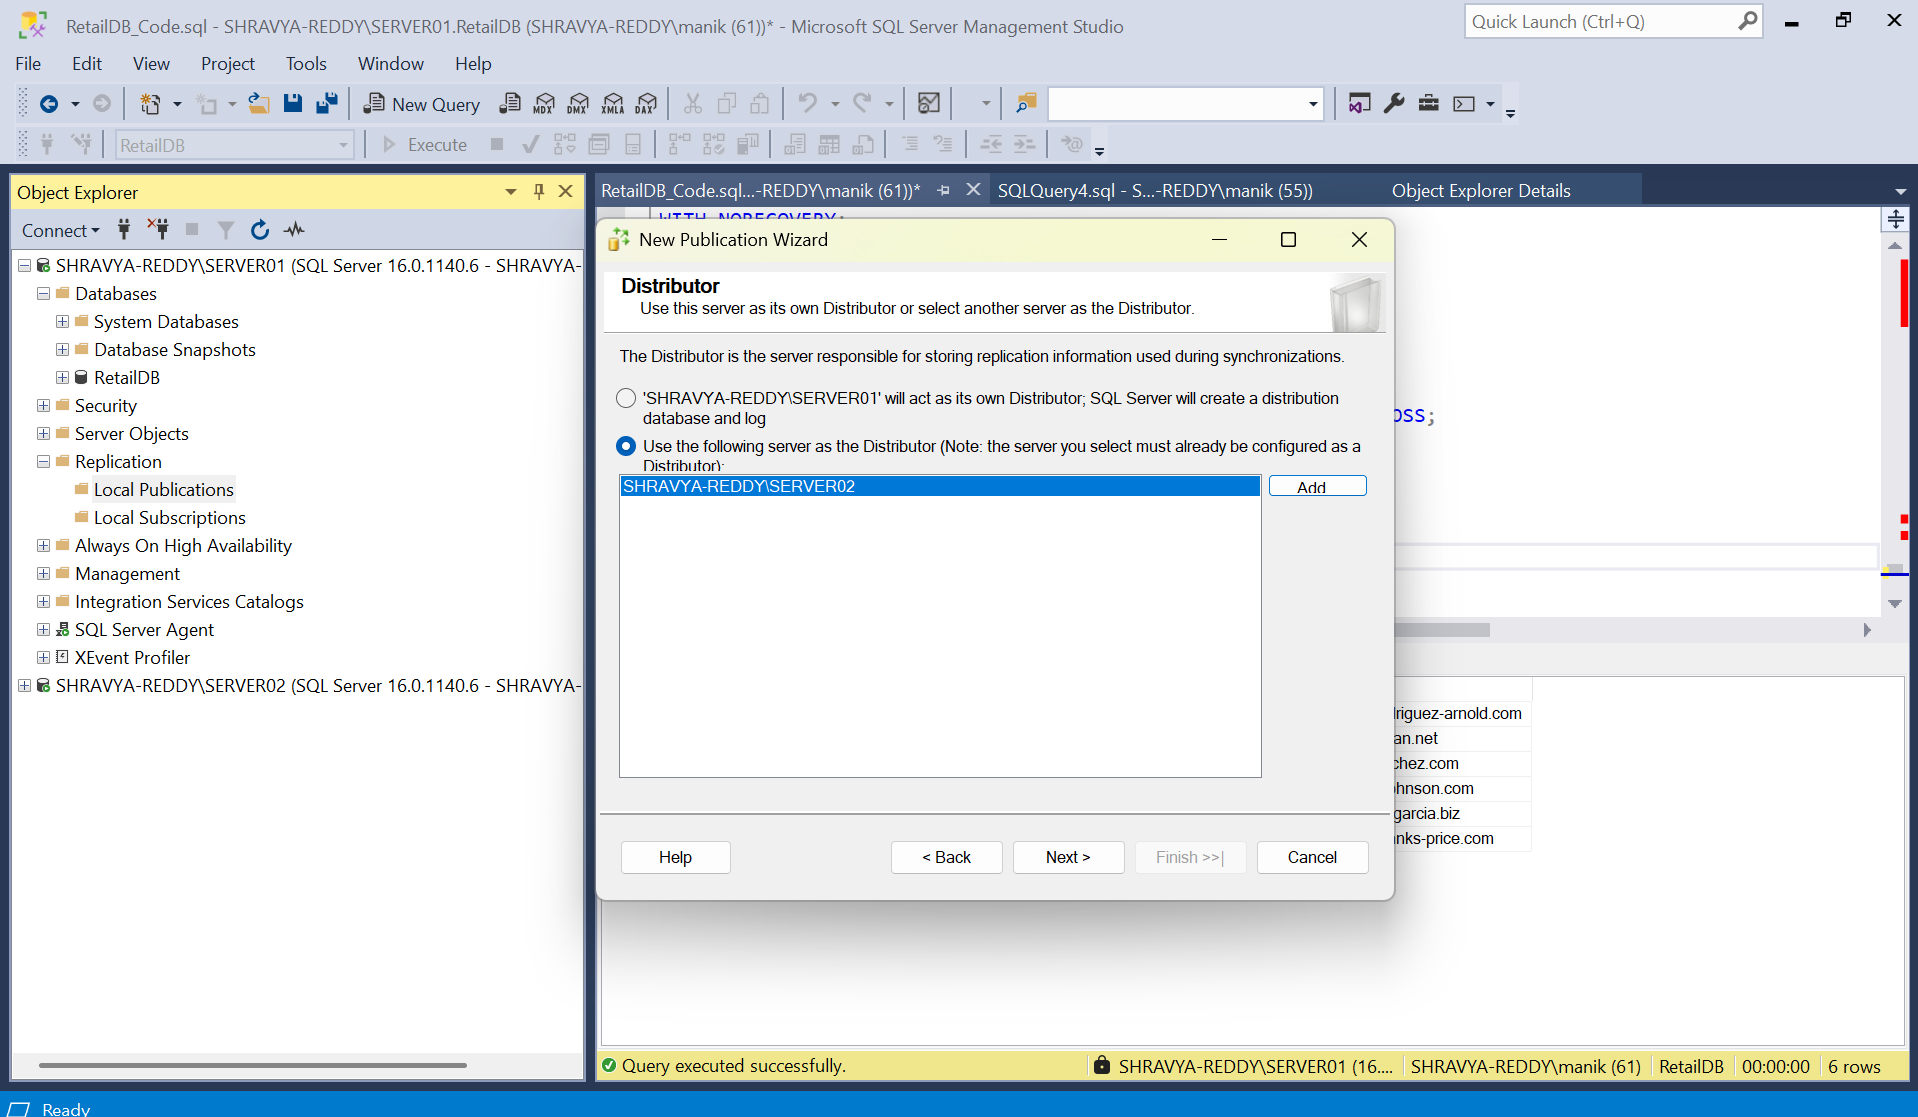 RetailDB_Code.sql - SHRAVYA-REDDY\SERVER01.RetailDB (SHRAVYA-REDDY\manik (61))* - Microsoft SQL Server Management Studio
Quick Launch (Ctrl+Q)
File Edit View Project Tools Window Help
New Query MDX DMX XMLA DAX
RetailDB
Execute
Object Explorer
Connect
SHRAVYA-REDDY\SERVER01 (SQL Server 16.0.1140.6 - SHRAVYA-
Databases
System Databases
Database Snapshots
RetailDB
Security
Server Objects
Replication
Local Publications
Local Subscriptions
Always On High Availability
Management
Integration Services Catalogs
SQL Server Agent
XEvent Profiler
SHRAVYA-REDDY\SERVER02 (SQL Server 16.0.1140.6 - SHRAVYA-
RetailDB_Code.sql...-REDDY\manik (61))*
SQLQuery4.sql - S...-REDDY\manik (55))
Object Explorer Details
WITH NORECOVERY;
New Publication Wizard
Distributor
Use this server as its own Distributor or select another server as the Distributor.
The Distributor is the server responsible for storing replication information used during synchronizations.
'SHRAVYA-REDDY\SERVER01' will act as its own Distributor; SQL Server will create a distribution
database and log
Use the following server as the Distributor (Note: the server you select must already be configured as a
Distributor):
SHRAVYA-REDDY\SERVER02
Add
Help
< Back
Next >
Finish >>|
Cancel
oss;
riguez-arnold.com
an.net
chez.com
hnson.com
garcia.biz
nks-price.com
Query executed successfully.
SHRAVYA-REDDY\SERVER01 (16....
SHRAVYA-REDDY\manik (61)
RetailDB
00:00:00
6 rows
Ready